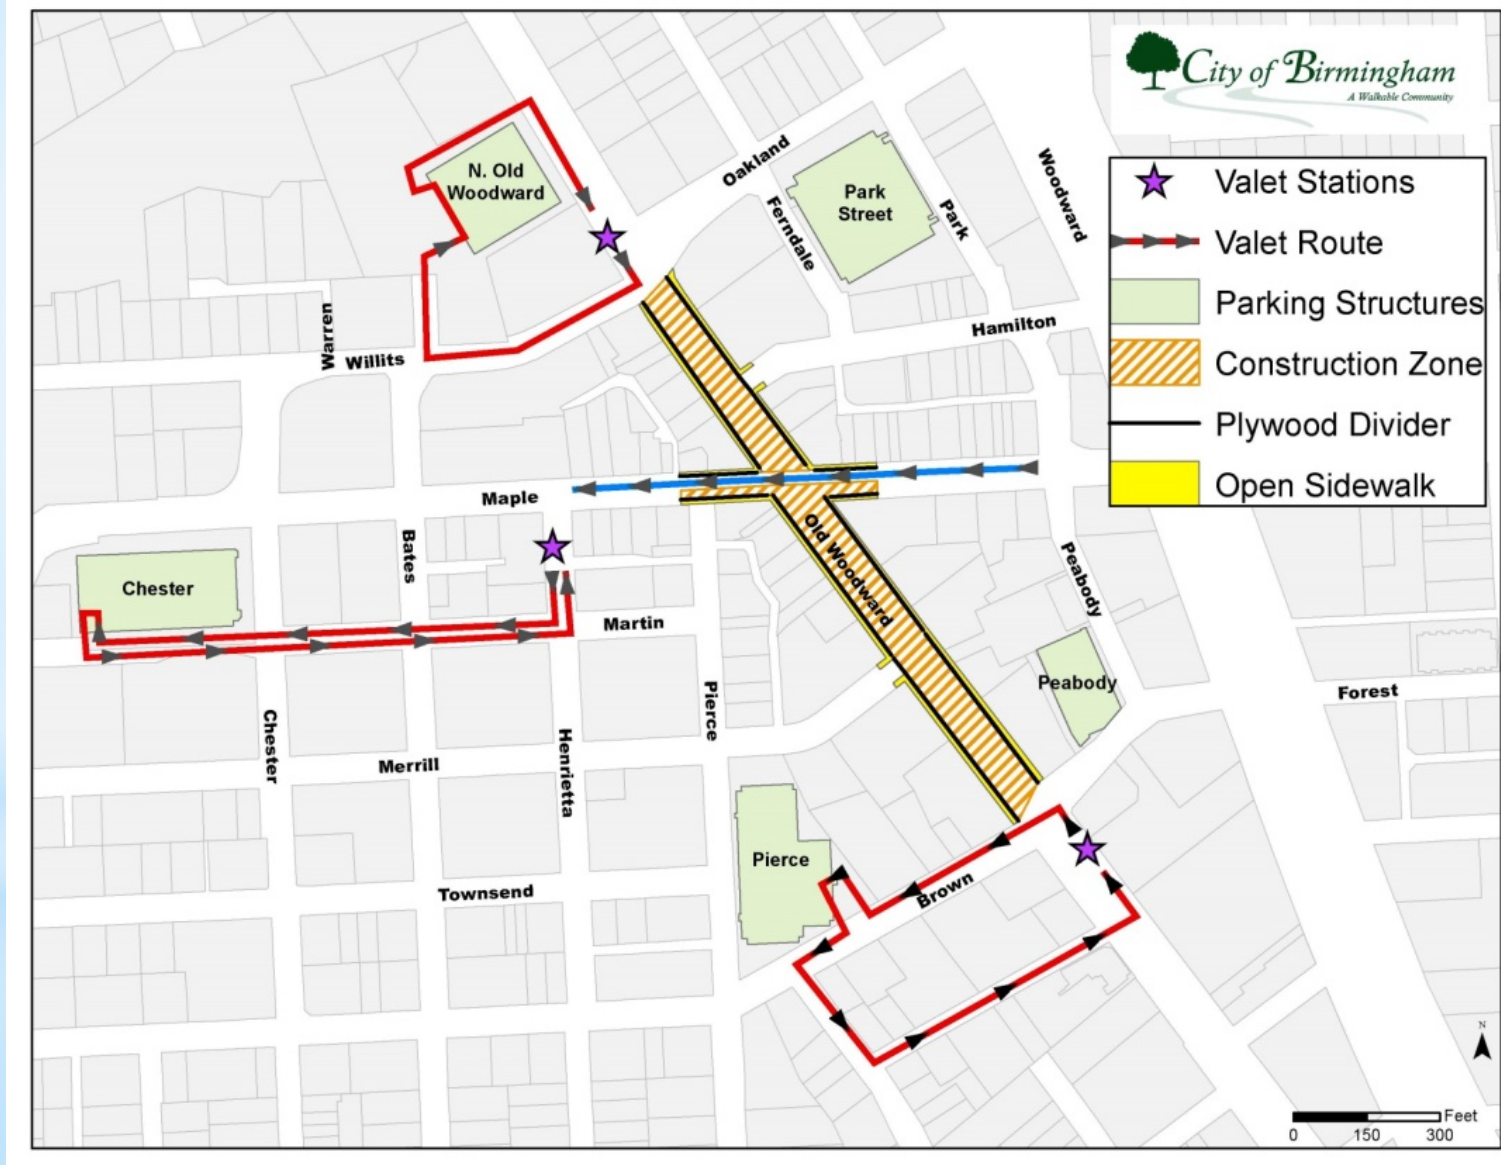 City of Birmingham
A Walkable Community
Valet Stations
Valet Route
Parking Structures
Construction Zone
Plywood Divider
Open Sidewalk
N. Old
Woodward
Oakland
Park
Street
Ferndale
Park
Woodward
Hamilton
Warren
Willits
Maple
Bates
Chester
Martin
Old Woodward
Peabody
Peabody
Forest
Chester
Merrill
Henrietta
Pierce
Townsend
Pierce
Brown
N
Feet
0 150 300